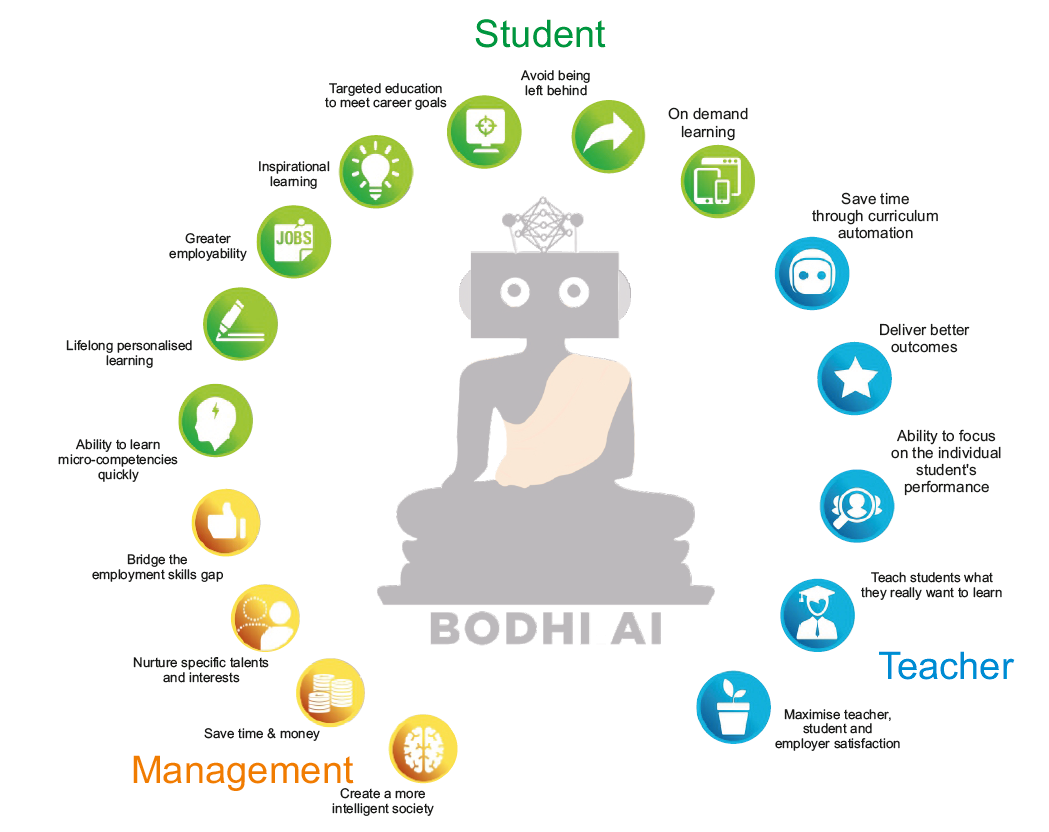 Student
Targeted education
to meet career goals
Avoid being
left behind
On demand
learning
Inspirational
learning
JOBS
Greater
employability
Save time
through curriculum
automation
Lifelong personalised
learning
Deliver better
outcomes
Ability to learn
micro-competencies
quickly
Ability to focus
on the individual
student's
performance
Bridge the
employment skills gap
Teach students what
they really want to learn
BODHI AI
Nurture specific talents
and interests
Teacher
Save time & money
Maximise teacher,
student and
employer satisfaction
Management
Create a more
intelligent society